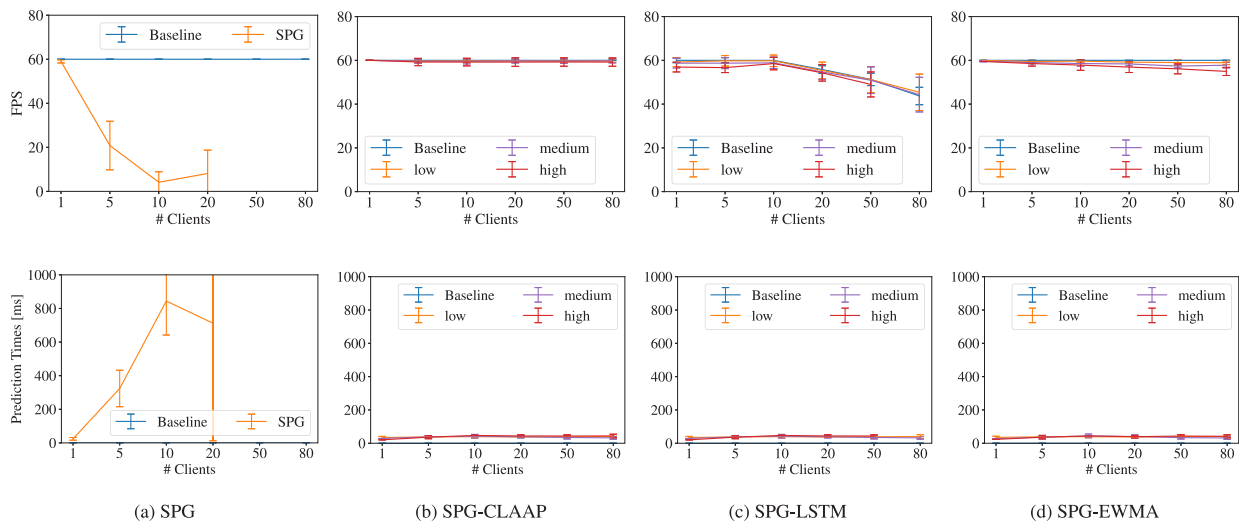 80
60
40
20
0
FPS
Baseline SPG
1 5 10 20 50 80
# Clients
80
60
40
20
0
Baseline medium
low high
1 5 10 20 50 80
# Clients
80
60
40
20
0
Baseline medium
low high
1 5 10 20 50 80
# Clients
80
60
40
20
0
Baseline medium
low high
1 5 10 20 50 80
# Clients
1000
800
600
400
200
0
Prediction Times [ms]
Baseline SPG
1 5 10 20 50 80
# Clients
1000
800
600
400
200
0
Baseline medium
low high
1 5 10 20 50 80
# Clients
1000
800
600
400
200
0
Baseline medium
low high
1 5 10 20 50 80
# Clients
1000
800
600
400
200
0
Baseline medium
low high
1 5 10 20 50 80
# Clients
(a) SPG
(b) SPG-CLAAP
(c) SPG-LSTM
(d) SPG-EWMA